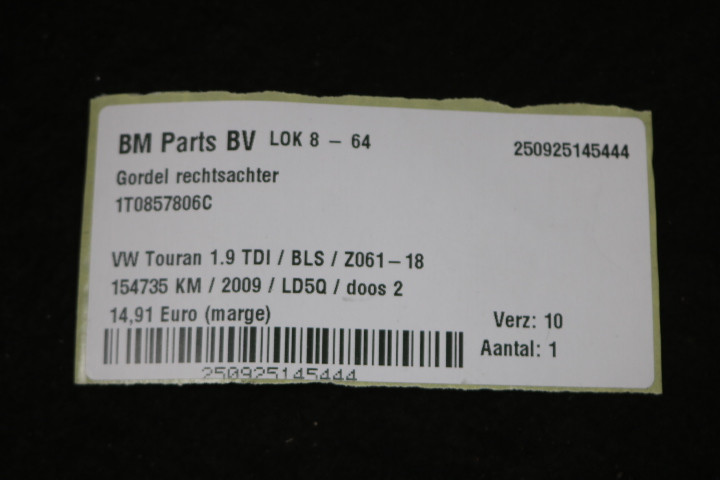 BM Parts BV LOK 8 - 64 250925145444
Gordel rechtsachter
1T0857806C
VW Touran 1.9 TDI / BLS / Z061-18
154735 KM / 2009 / LD5Q / doos 2
14,91 Euro (marge) Verz: 10
Aantal: 1
250925145444